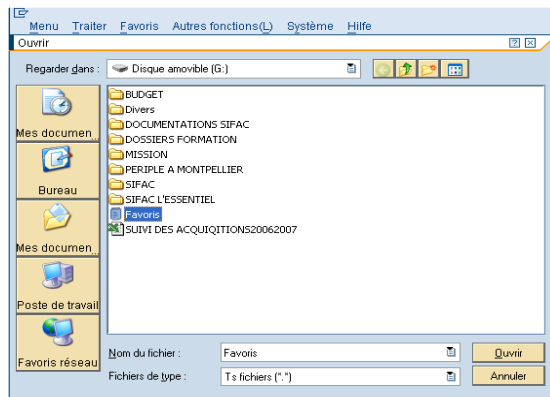 Menu Traiter Favoris Autres fonctions(L) Système Hilfe
Ouvrir
Regarder dans : Disque amovible (G:)
Mes documen...
Bureau
Mes documen...
Poste de travail
Favoris réseau
BUDGET
Divers
DOCUMENTATIONS SIFAC
DOSSIERS FORMATION
MISSION
PERIPLE A MONTPELLIER
SIFAC
SIFAC L'ESSENTIEL
Favoris
SUIVI DES ACQUIQITIONS20062007
Nom du fichier : Favoris Ouvrir
Fichiers de type : Ts fichiers (*.*) Annuler